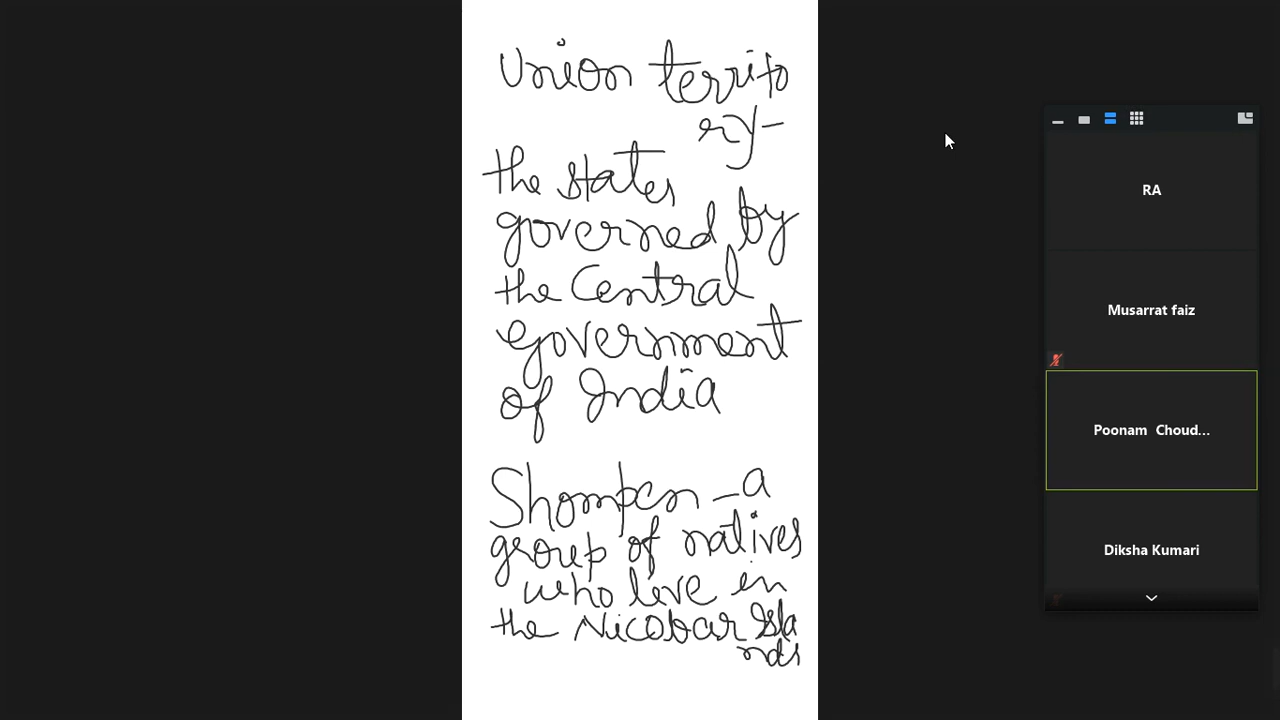 Union territo
ry-
the states
governed by
the Central
government
of India
Shompen - a
group of natives
who live in
the Nicobar Isla
nds
RA
Musarrat faiz
Poonam Choud...
Diksha Kumari